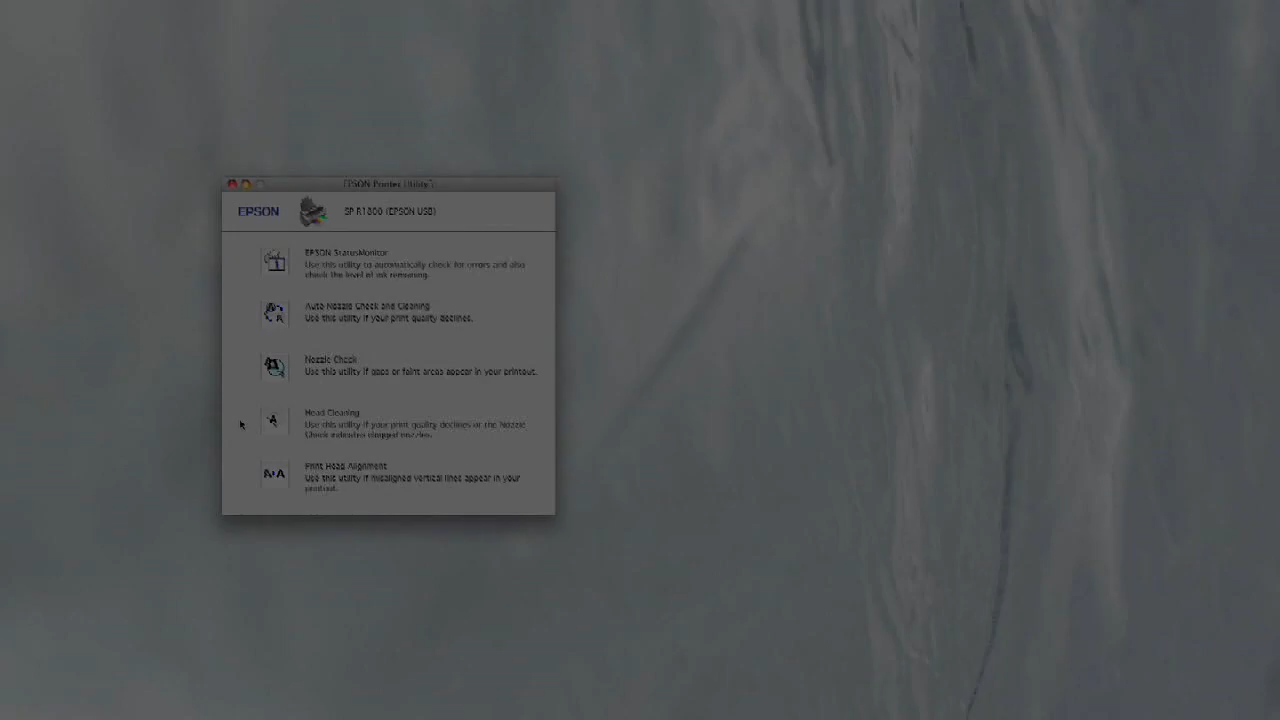 EPSON Printer Utility3
EPSON
SP R1800 (EPSON USB)
EPSON StatusMonitor
Use this utility to automatically check for errors and also
check the level of ink remaining.
Auto Nozzle Check and Cleaning
Use this utility if your print quality declines.
Nozzle Check
Use this utility if gaps or faint areas appear in your printout.
Head Cleaning
Use this utility if your print quality declines or the Nozzle
Check indicates clogged nozzles.
Print Head Alignment
Use this utility if misaligned vertical lines appear in your
printout.